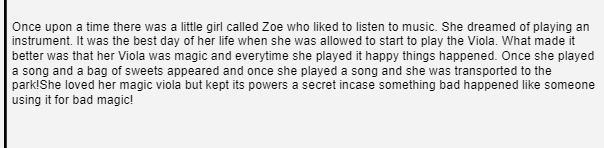 Once upon a time there was a little girl called Zoe who liked to listen to music. She dreamed of playing an
instrument. It was the best day of her life when she was allowed to start to play the Viola. What made it
better was that her Viola was magic and everytime she played it happy things happened. Once she played
a song and a bag of sweets appeared and once she played a song and she was transported to the
park!She loved her magic viola but kept its powers a secret incase something bad happened like someone
using it for bad magic!